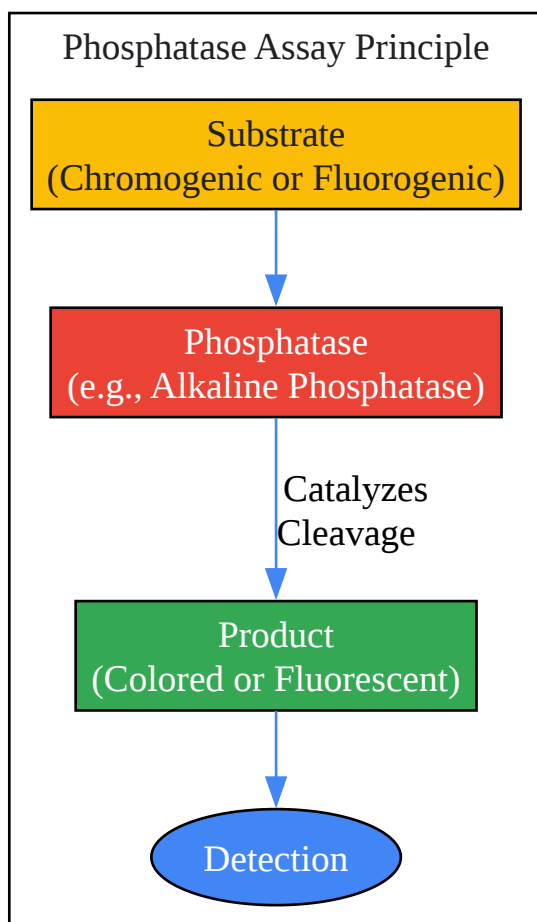 Phosphatase Assay Principle
Substrate
(Chromogenic or Fluorogenic)
Phosphatase
(e.g., Alkaline Phosphatase)
Catalyzes
Cleavage
Product
(Colored or Fluorescent)
Detection